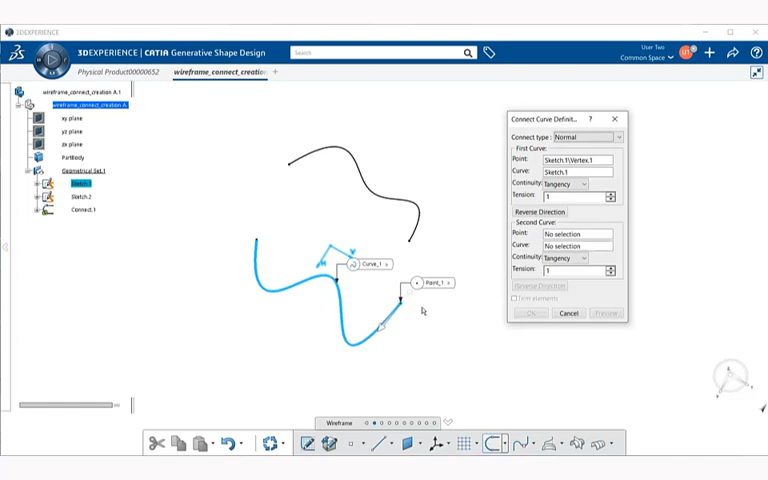 3DEXPERIENCE
3DEXPERIENCE | CATIA Generative Shape Design
Search
User Two
Common Space
Physical Product00000652
wireframe_connect_creatio
wireframe_connect_creation A.1
wireframe_connect_creation A.
xy plane
yz plane
zx plane
PartBody
Geometrical Set.1
Sketch.1
Sketch.2
Connect.1
Curve_1
Point_1
Connect Curve Definit...
Connect type : Normal
First Curve:
Point: Sketch.1\Vertex.1
Curve: Sketch.1
Continuity: Tangency
Tension: 1
Reverse Direction
Second Curve:
Point: No selection
Curve: No selection
Continuity: Tangency
Tension: 1
Reverse Direction
Trim elements
OK
Cancel
Preview
Wireframe